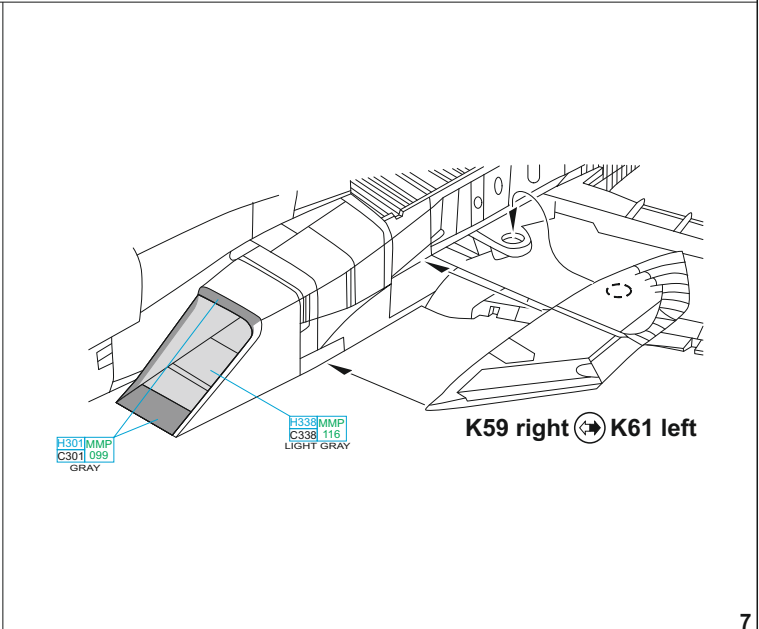 H338 MMP
C338 116
LIGHT GRAY
K59 right K61 left
H301 MMP
C301 099
GRAY
7